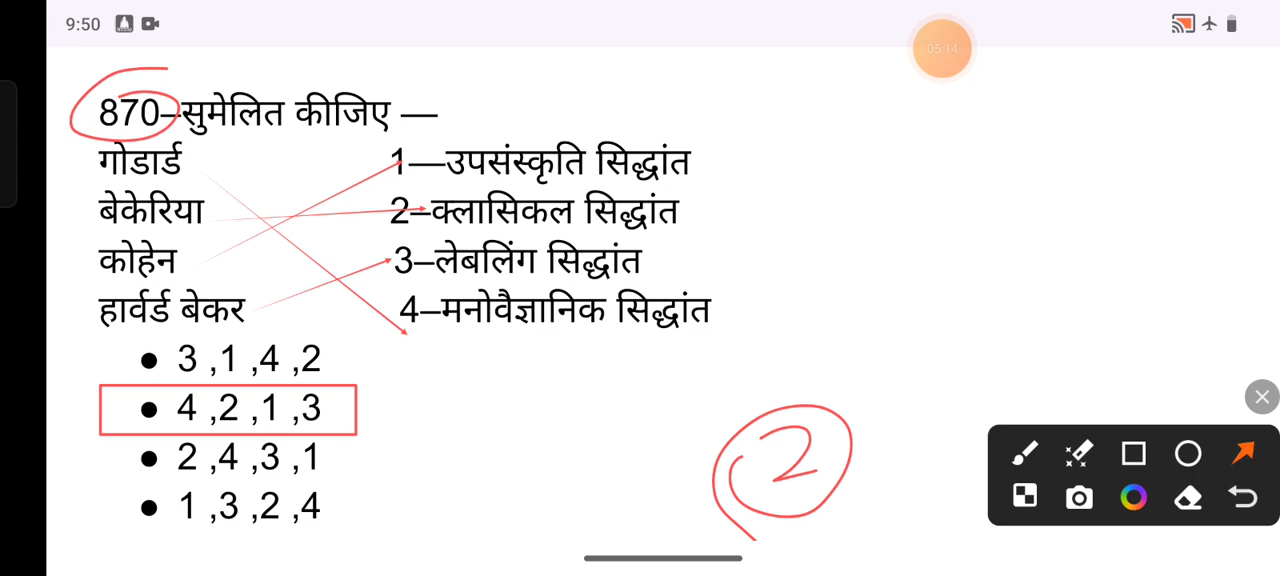 9:50
05:14
870–सुमेलित कीजिए —
गोडार्ड 1—उपसंस्कृति सिद्धांत
बेकेरिया 2–क्लासिकल सिद्धांत
कोहेन 3–लेबलिंग सिद्धांत
हार्वर्ड बेकर 4–मनोवैज्ञानिक सिद्धांत
● 3 ,1 ,4 ,2
● 4 ,2 ,1 ,3
● 2 ,4 ,3 ,1
● 1 ,3 ,2 ,4
2